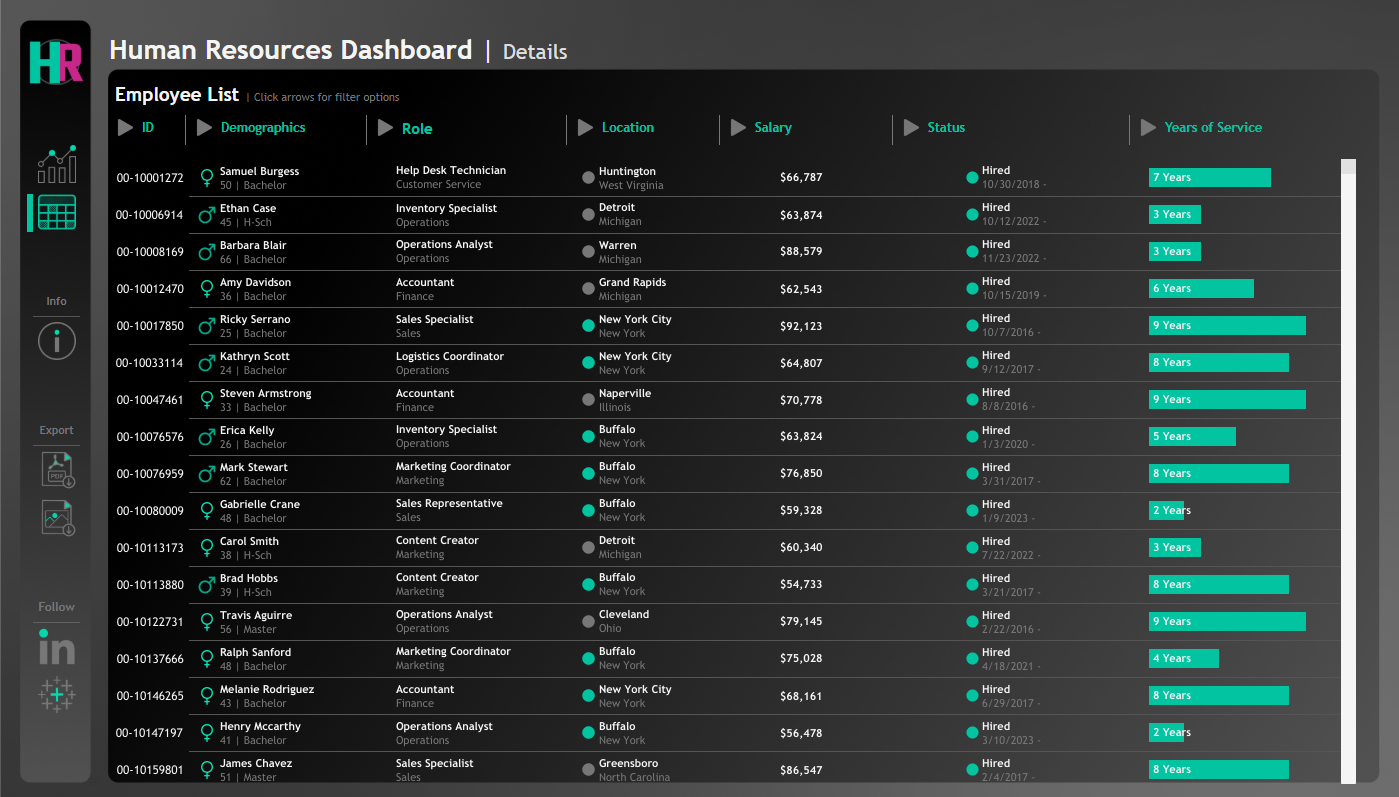 HR
Human Resources Dashboard | Details
Employee List | Click arrows for filter options
ID Demographics Role Location Salary Status Years of Service
00-10001272 Samuel Burgess Help Desk Technician Huntington $66,787 Hired 7 Years
50 | Bachelor Customer Service West Virginia 10/30/2018 -
00-10006914 Ethan Case Inventory Specialist Detroit $63,874 Hired 3 Years
45 | H-Sch Operations Michigan 10/12/2022 -
00-10008169 Barbara Blair Operations Analyst Warren $88,579 Hired 3 Years
66 | Bachelor Operations Michigan 11/23/2022 -
00-10012470 Amy Davidson Accountant Grand Rapids $62,543 Hired 6 Years
36 | Bachelor Finance Michigan 10/15/2019 -
00-10017850 Ricky Serrano Sales Specialist New York City $92,123 Hired 9 Years
25 | Bachelor Sales New York 10/7/2016 -
00-10033114 Kathryn Scott Logistics Coordinator New York City $64,807 Hired 8 Years
24 | Bachelor Operations New York 9/12/2017 -
00-10047461 Steven Armstrong Accountant Naperville $70,778 Hired 9 Years
33 | Bachelor Finance Illinois 8/8/2016 -
00-10076576 Erica Kelly Inventory Specialist Buffalo $63,824 Hired 5 Years
26 | Bachelor Operations New York 1/3/2020 -
00-10076959 Mark Stewart Marketing Coordinator Buffalo $76,850 Hired 8 Years
62 | Bachelor Marketing New York 3/31/2017 -
00-10080009 Gabrielle Crane Sales Representative Buffalo $59,328 Hired 2 Years
48 | Bachelor Sales New York 1/9/2023 -
00-10113173 Carol Smith Content Creator Detroit $60,340 Hired 3 Years
38 | H-Sch Marketing Michigan 7/22/2022 -
00-10113880 Brad Hobbs Content Creator Buffalo $54,733 Hired 8 Years
39 | H-Sch Marketing New York 3/21/2017 -
00-10122731 Travis Aguirre Operations Analyst Cleveland $79,145 Hired 9 Years
56 | Master Operations Ohio 2/22/2016 -
00-10137666 Ralph Sanford Marketing Coordinator Buffalo $75,028 Hired 4 Years
48 | Bachelor Marketing New York 4/18/2021 -
00-10146265 Melanie Rodriguez Accountant New York City $68,161 Hired 8 Years
43 | Bachelor Finance New York 6/29/2017 -
00-10147197 Henry Mccarthy Operations Analyst Buffalo $56,478 Hired 2 Years
41 | Bachelor Operations New York 3/10/2023 -
00-10159801 James Chavez Sales Specialist Greensboro $86,547 Hired 8 Years
51 | Master Sales North Carolina 2/4/2017 -
Info
i
Export
PDF
Follow
in